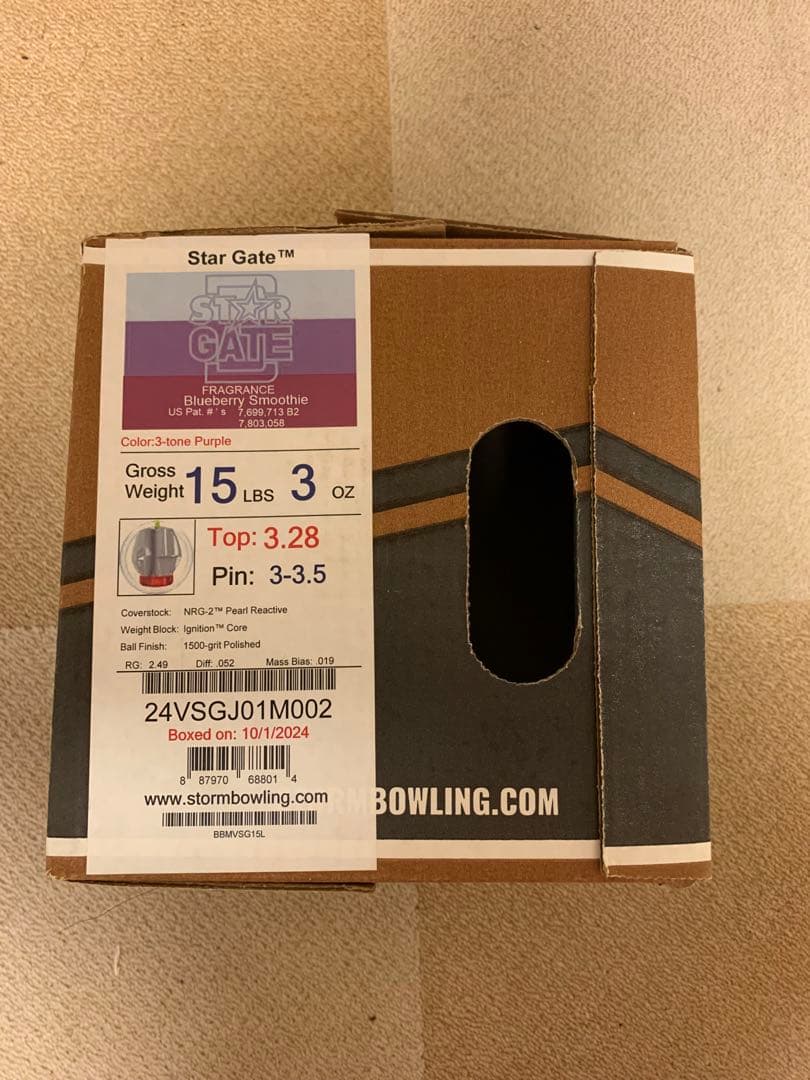 Star Gate™
STAR
GATE
FRAGRANCE
Blueberry Smoothie
US Pat. # ' s 7,699,713 B2
7,803,058
Color:3-tone Purple
Gross Weight 15 LBS 3 OZ
Top: 3.28
Pin: 3-3.5
Coverstock: NRG-2™ Pearl Reactive
Weight Block: Ignition™ Core
Ball Finish: 1500-grit Polished
RG: 2.49 Diff: .052 Mass Bias: .019
24VSGJ01M002
Boxed on: 10/1/2024
8 87970 68801 4
www.stormbowling.com
BBMVSG15L
RMBOWLING.COM